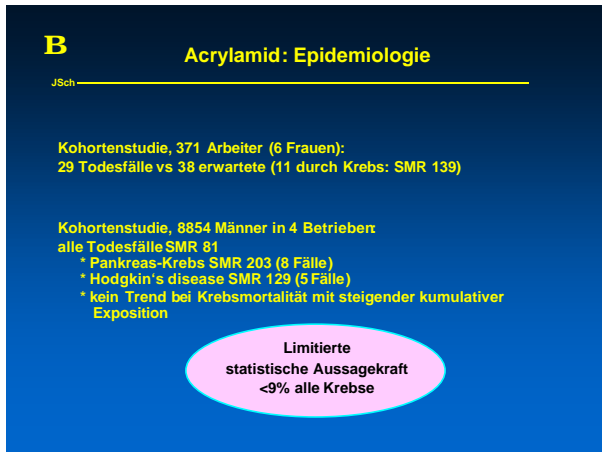 B
Acrylamid: Epidemiologie
JSch
Kohortenstudie, 371 Arbeiter (6 Frauen):
29 Todesfälle vs 38 erwartete (11 durch Krebs: SMR 139)
Kohortenstudie, 8854 Männer in 4 Betrieben:
alle Todesfälle SMR 81
* Pankreas-Krebs SMR 203 (8 Fälle)
* Hodgkin's disease SMR 129 (5 Fälle)
* kein Trend bei Krebsmortalität mit steigender kumulativer
Exposition
Limitierte
statistische Aussagekraft
<9% alle Krebse